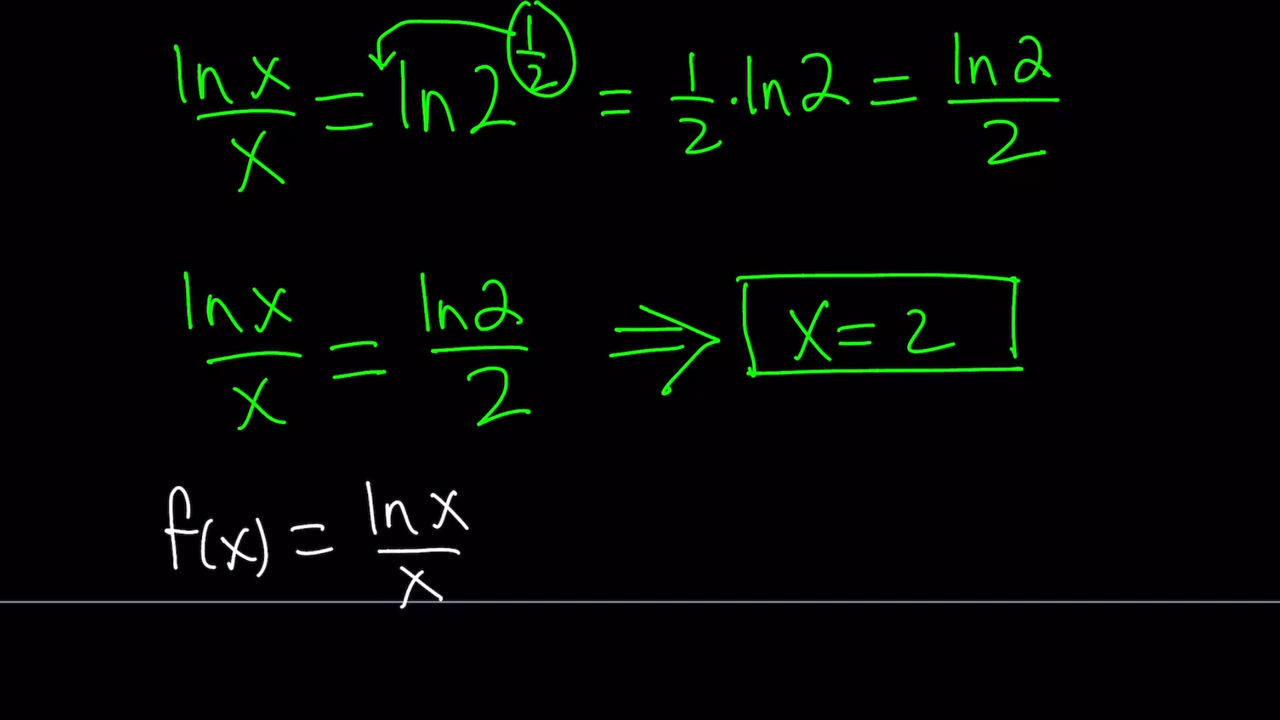 ln x / x = ln 2^(1/2) = 1/2 · ln 2 = ln 2 / 2
ln x / x = ln 2 / 2 ⇒ x = 2
f(x) = ln x / x